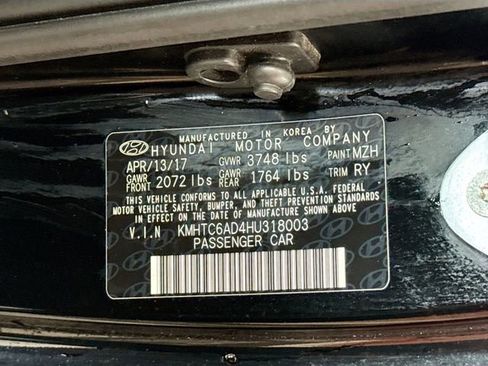 MANUFACTURED IN KOREA BY
HYUNDAI MOTOR COMPANY
APR/13/17 GVWR 3748 lbs PAINT MZH
GAWR FRONT 2072 lbs GAWR REAR 1764 lbs TRIM RY
THIS VEHICLE CONFORMS TO ALL APPLICABLE U.S.A. FEDERAL
MOTOR VEHICLE SAFETY, BUMPER, AND THEFT PREVENTION STANDARDS
IN EFFECT ON THE DATE OF MANUFACTURE SHOWN ABOVE.
V.I.N KMHTC6AD4HU318003
PASSENGER CAR